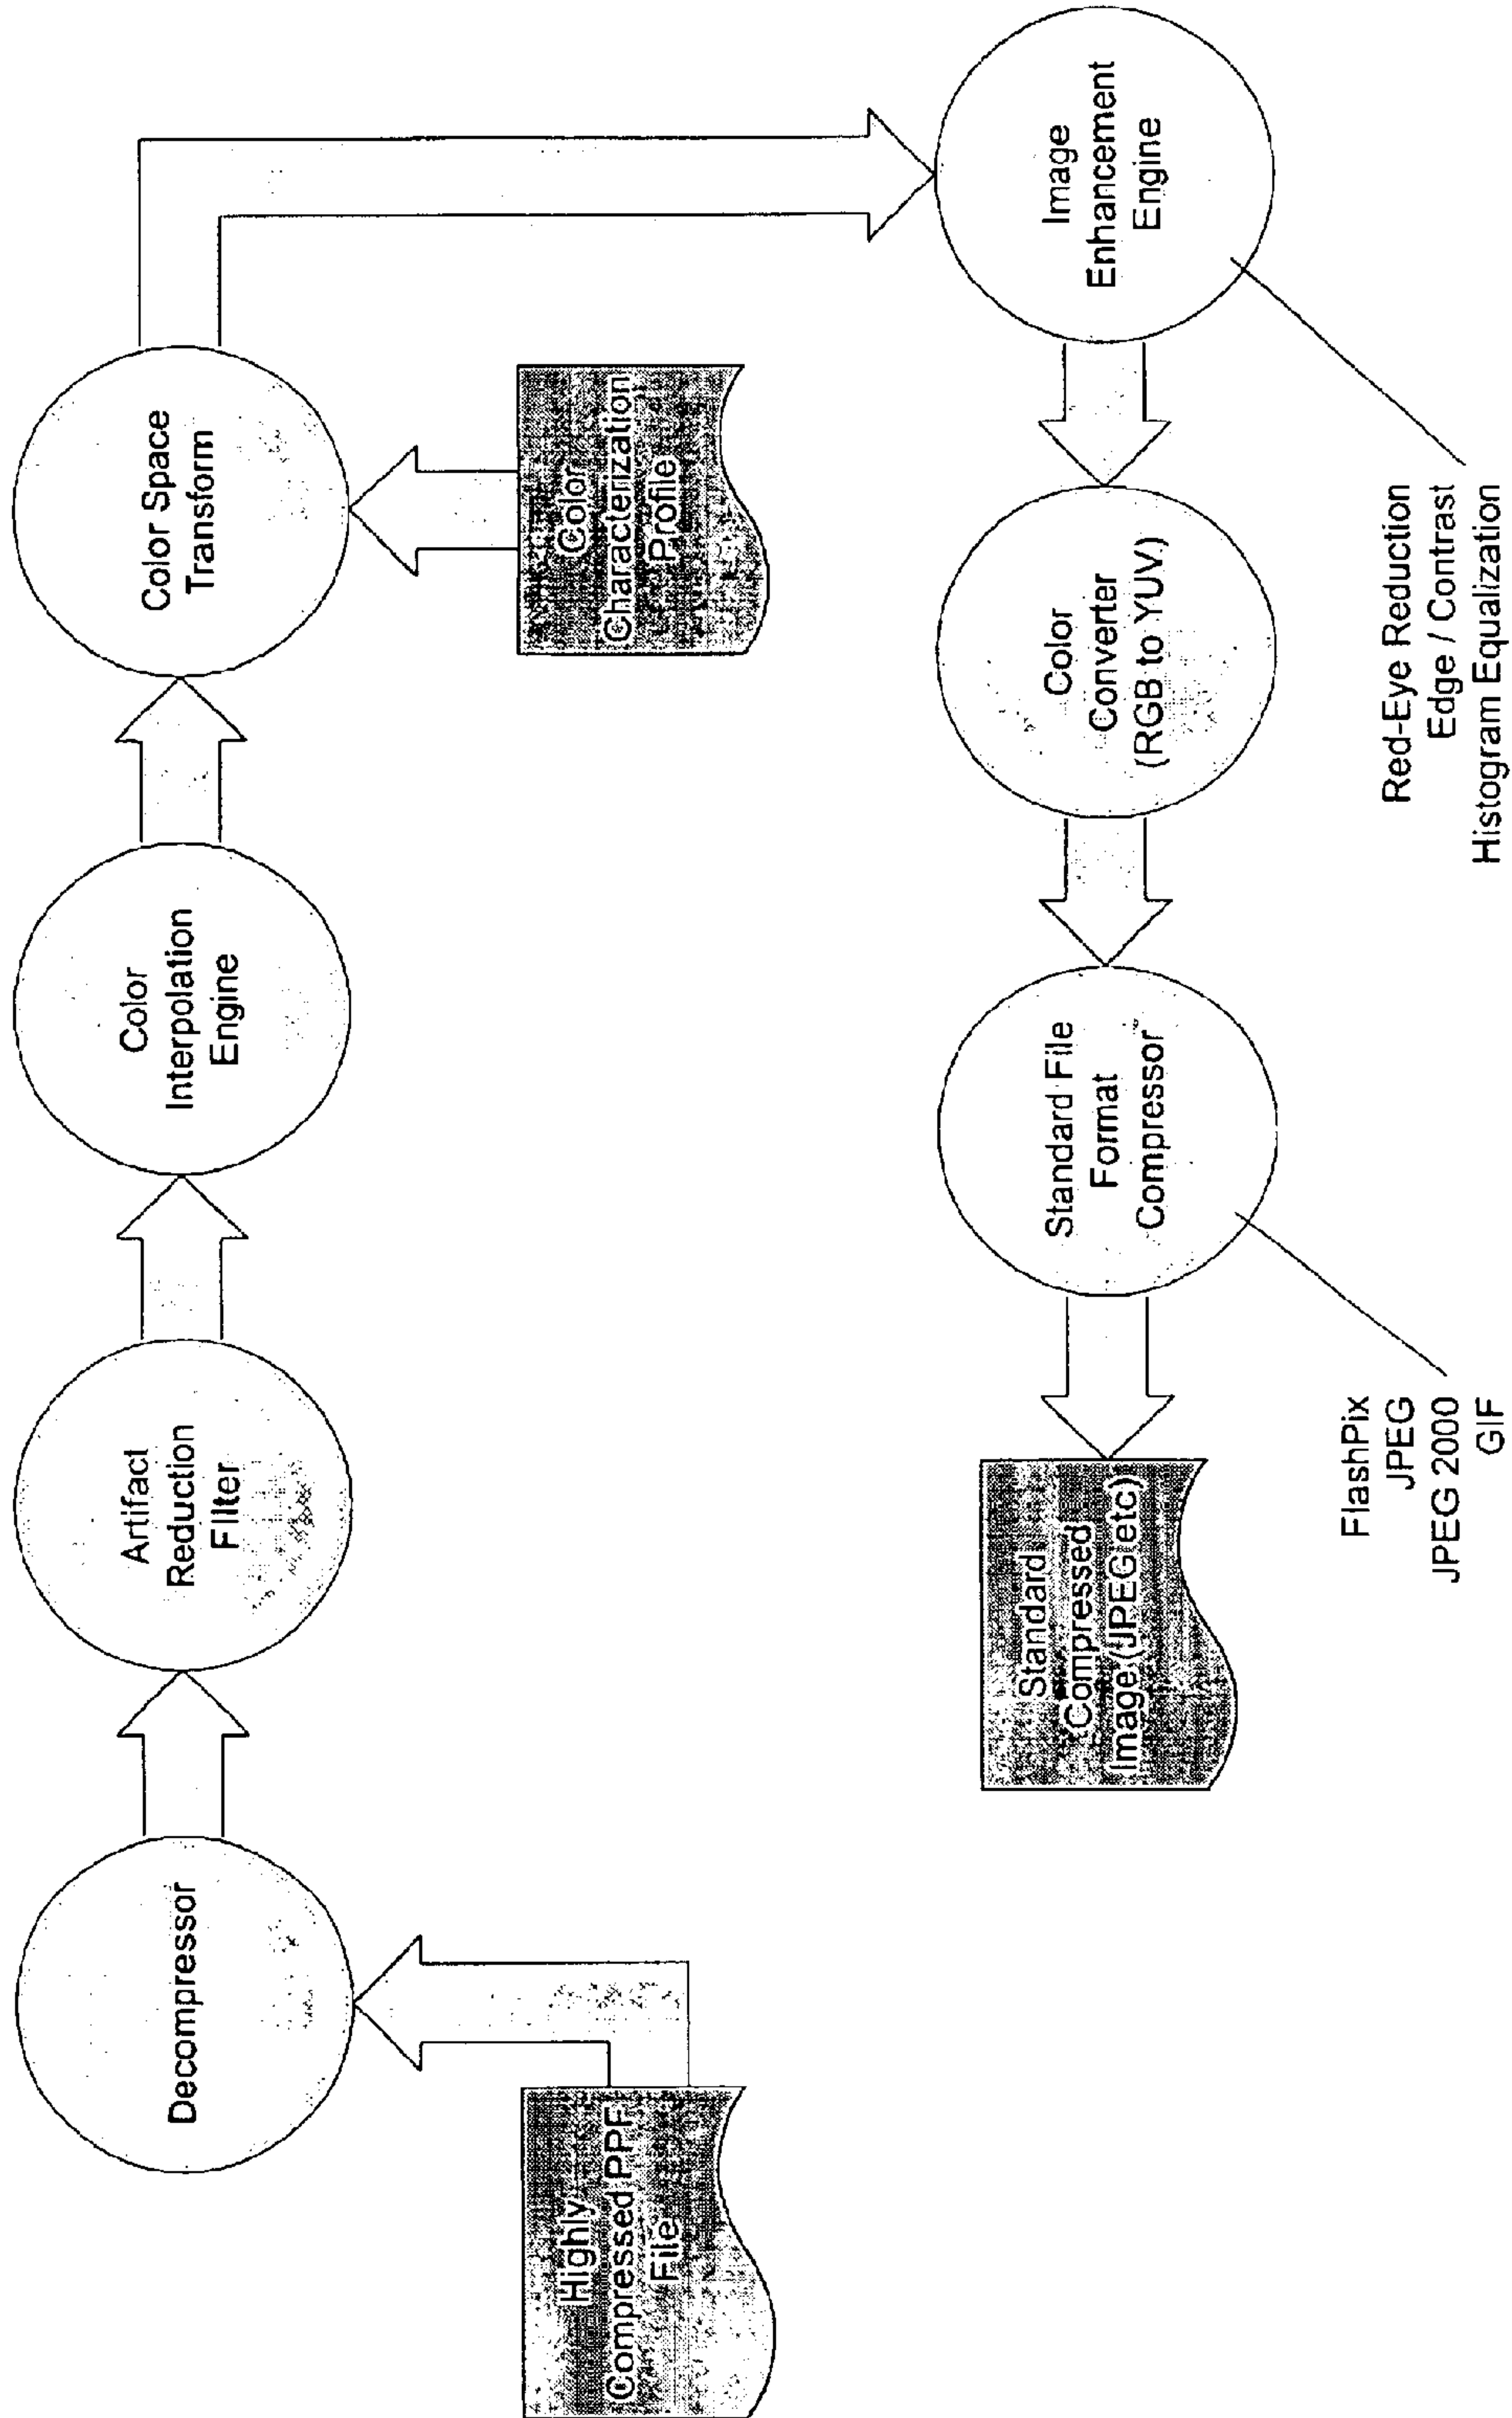 Decompressor
Artifact
Reduction
Filter
Color
Interpolation
Engine
Color Space
Transform
Highly
Compressed PPF
File
Color
Characterization
Profile
Standard
Compressed
Image (JPEG etc)
Standard File
Format
Compressor
Color
Converter
(RGB to YUV)
Image
Enhancement
Engine
FlashPix
JPEG
JPEG 2000
GIF
Red-Eye Reduction
Edge / Contrast
Histogram Equalization